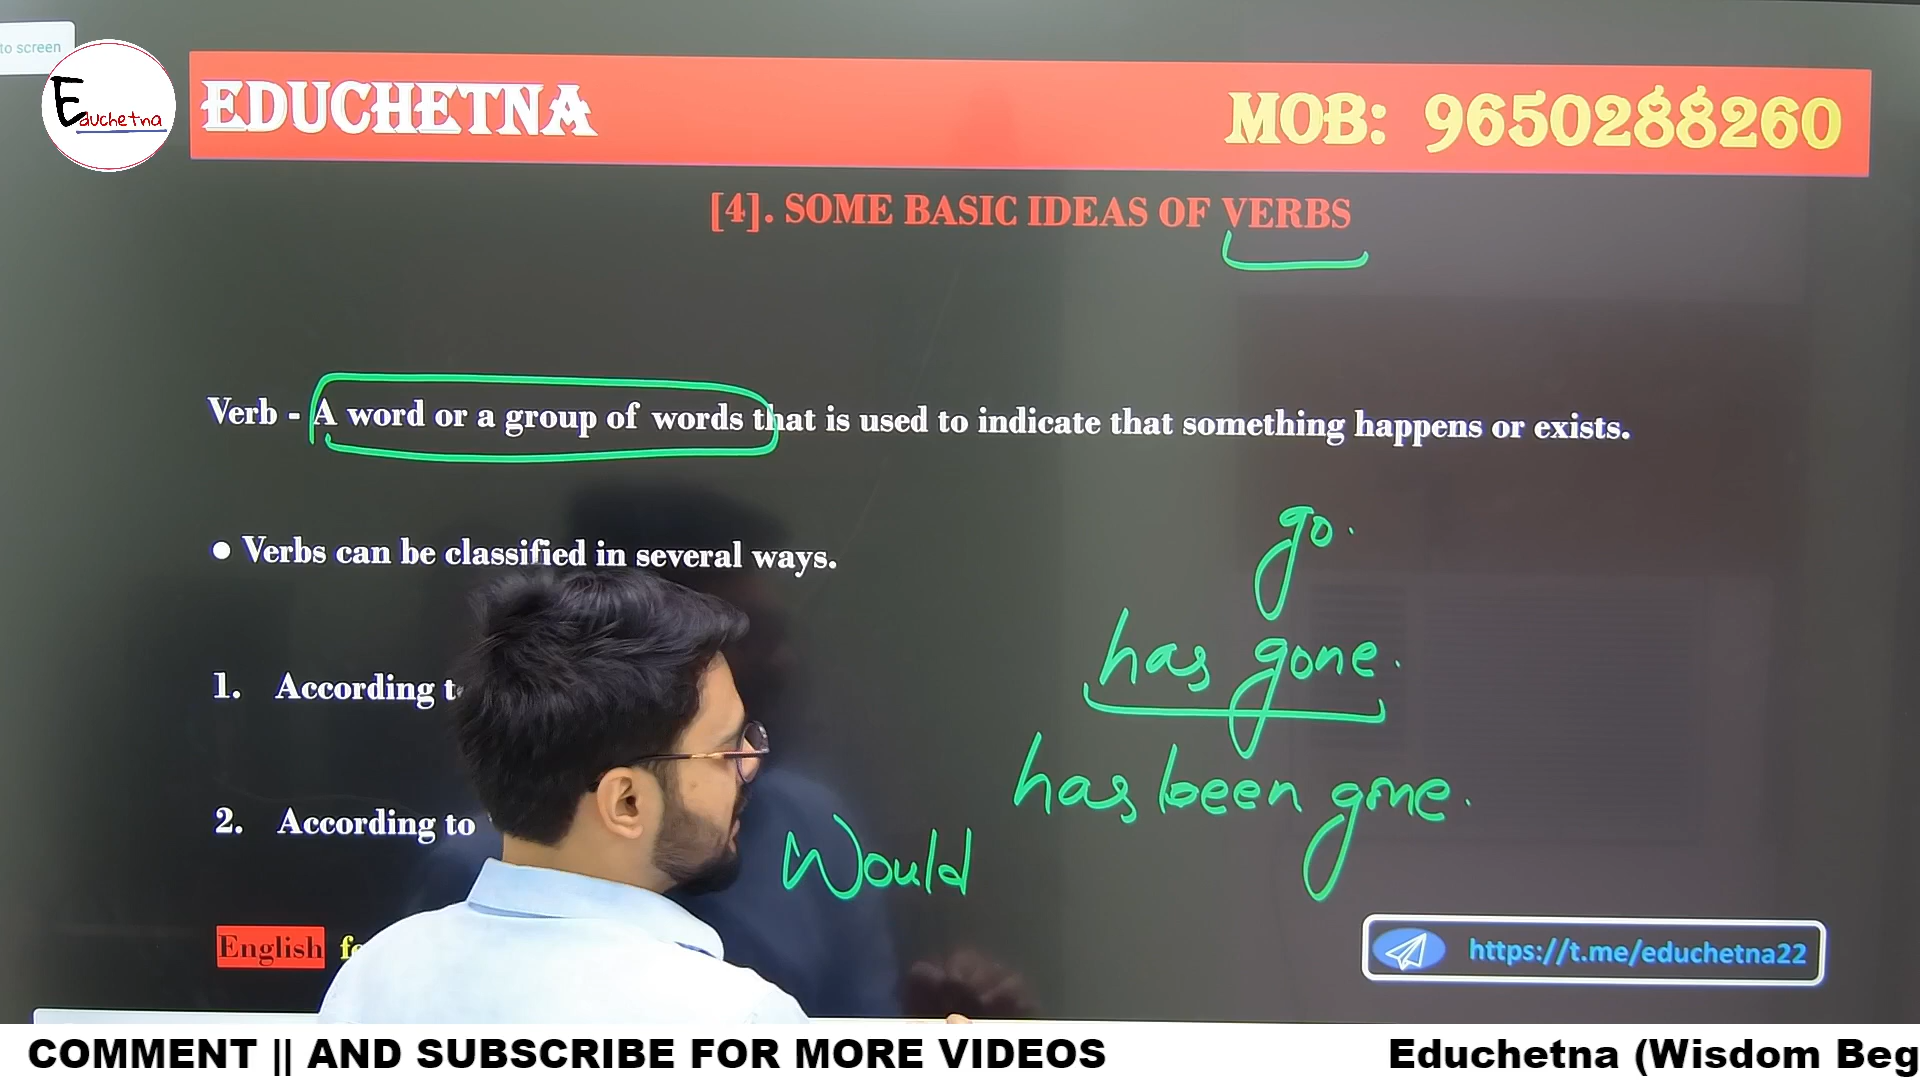 to screen
Educhetna
EDUCHETNA
MOB: 9650288260
[4]. SOME BASIC IDEAS OF VERBS
Verb - A word or a group of words that is used to indicate that something happens or exists.
● Verbs can be classified in several ways.
go.
has gone.
1. According
has been gone.
2. According to
Would
English
https://t.me/educhetna22
COMMENT || AND SUBSCRIBE FOR MORE VIDEOS
Educhetna (Wisdom Beg